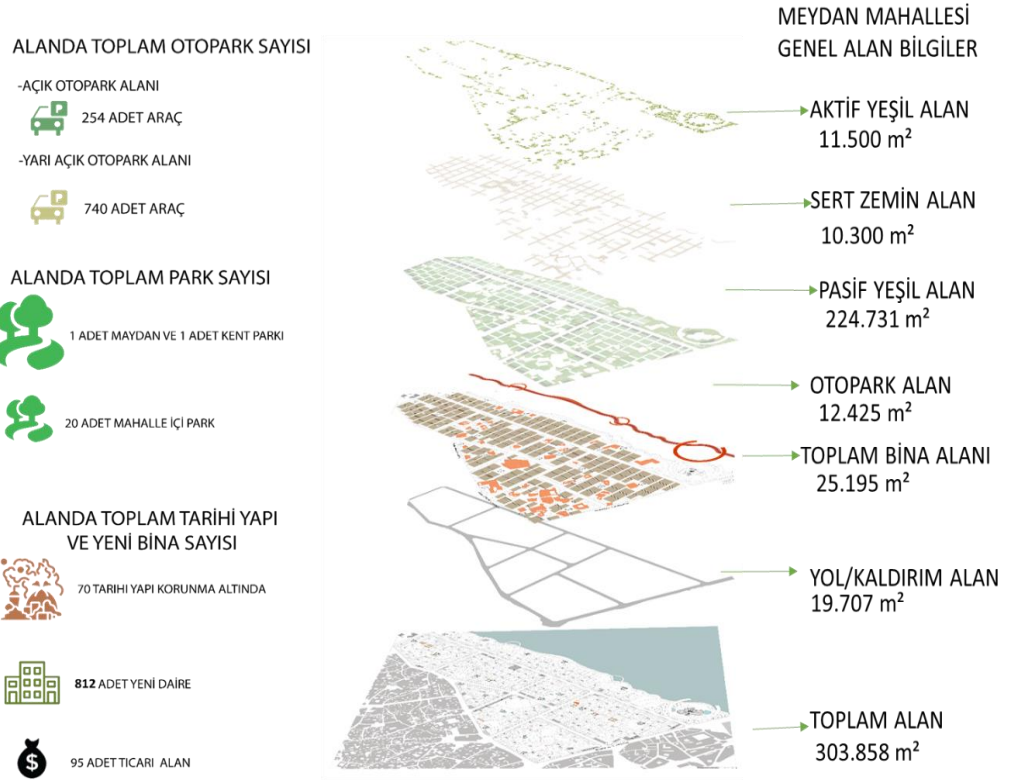 ALANDA TOPLAM OTOPARK SAYISI
-AÇIK OTOPARK ALANI
P
254 ADET ARAÇ
-YARI AÇIK OTOPARK ALANI
P
740 ADET ARAÇ
ALANDA TOPLAM PARK SAYISI
1 ADET MAYDAN VE 1 ADET KENT PARKI
20 ADET MAHALLE İÇİ PARK
ALANDA TOPLAM TARİHİ YAPI
VE YENİ BİNA SAYISI
70 TARIHI YAPI KORUNMA ALTINDA
812 ADET YENİ DAİRE
$
95 ADET TICARI ALAN
MEYDAN MAHALLESİ
GENEL ALAN BİLGİLER
AKTİF YEŞİL ALAN
11.500 m²
SERT ZEMİN ALAN
10.300 m²
PASİF YEŞİL ALAN
224.731 m²
OTOPARK ALAN
12.425 m²
TOPLAM BİNA ALANI
25.195 m²
YOL/KALDIRIM ALAN
19.707 m²
TOPLAM ALAN
303.858 m²